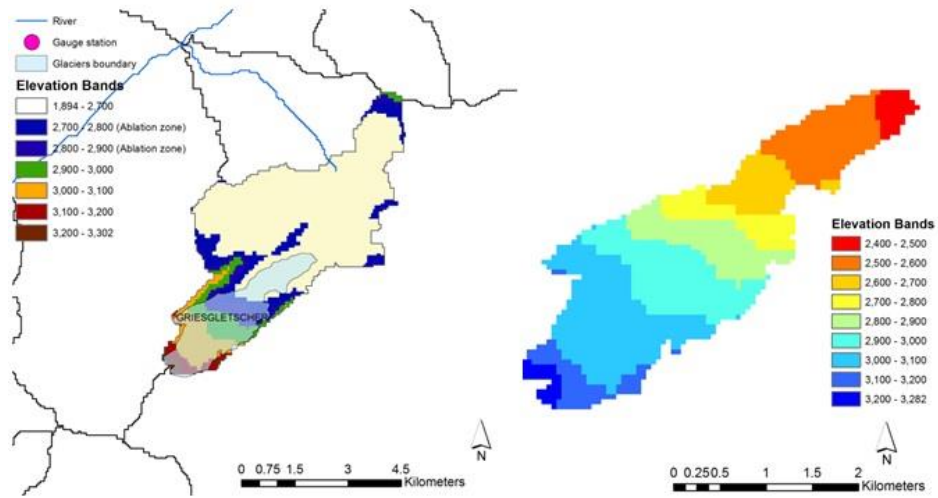 River
Gauge station
Glaciers boundary
Elevation Bands
1,894 - 2,700
2,700 - 2,800 (Ablation zone)
2,800 - 2,900 (Ablation zone)
2,900 - 3,000
3,000 - 3,100
3,100 - 3,200
3,200 - 3,302
GRIESGLETSCHER
N
0 0.75 1.5 3 4.5
Kilometers
Elevation Bands
2,400 - 2,500
2,500 - 2,600
2,600 - 2,700
2,700 - 2,800
2,800 - 2,900
2,900 - 3,000
3,000 - 3,100
3,100 - 3,200
3,200 - 3,282
N
0 0.25 0.5 1 1.5 2
Kilometers